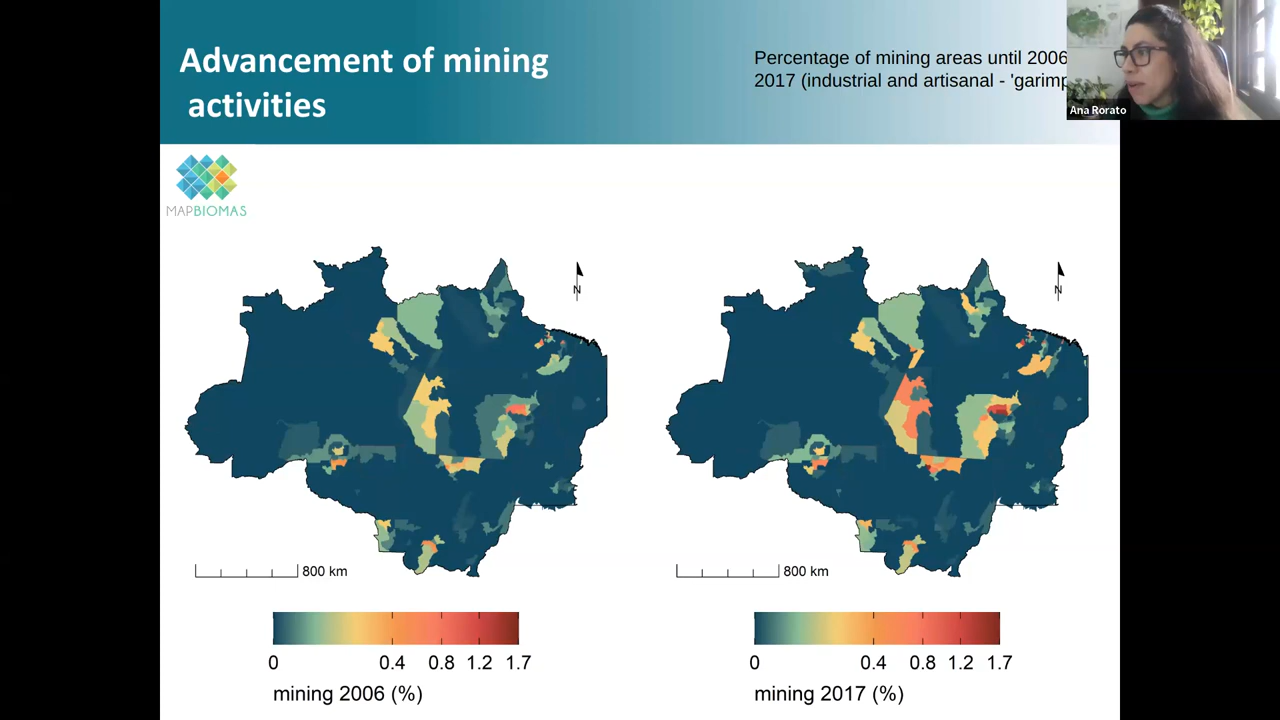 Advancement of mining
activities
Percentage of mining areas until 2006
2017 (industrial and artisanal - 'garimp
Ana Rorato
MAPBIOMAS
N
N
800 km
800 km
0 0.4 0.8 1.2 1.7
mining 2006 (%)
0 0.4 0.8 1.2 1.7
mining 2017 (%)